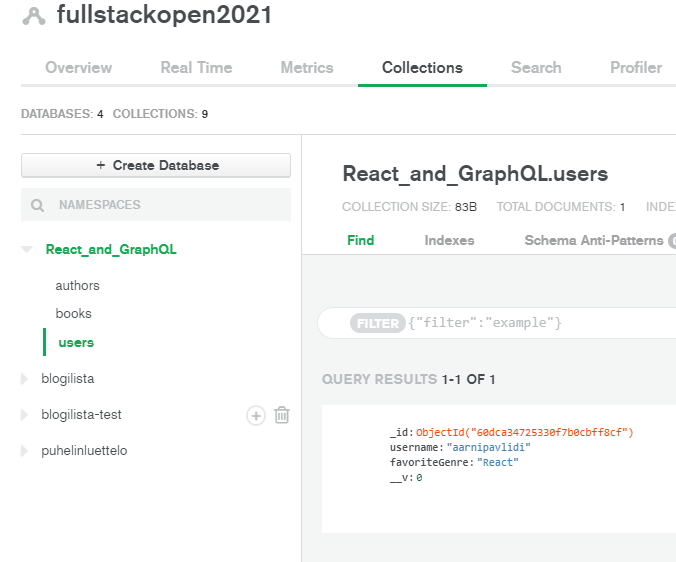 fullstackopen2021
Overview Real Time Metrics Collections Search Profiler
DATABASES: 4 COLLECTIONS: 9
+ Create Database
NAMESPACES
React_and_GraphQL
authors
books
users
blogilista
blogilista-test
puhelinluettelo
React_and_GraphQL.users
COLLECTION SIZE: 83B TOTAL DOCUMENTS: 1 INDE
Find Indexes Schema Anti-Patterns
FILTER {"filter":"example"}
QUERY RESULTS 1-1 OF 1
_id: ObjectId("60dca34725330f7b0cbff8cf")
username: "aarnipavlidi"
favoriteGenre: "React"
__v: 0